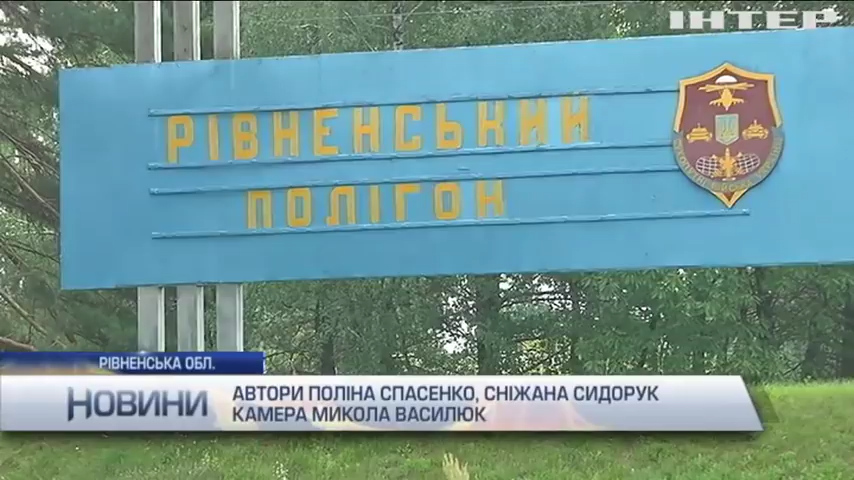 ІНТЕР
РІВНЕНСЬКИЙ
ПОЛІГОН
РІВНЕНСЬКА ОБЛ.
НОВИНИ
АВТОРИ ПОЛІНА СПАСЕНКО, СНІЖАНА СИДОРУК
КАМЕРА МИКОЛА ВАСИЛЮК